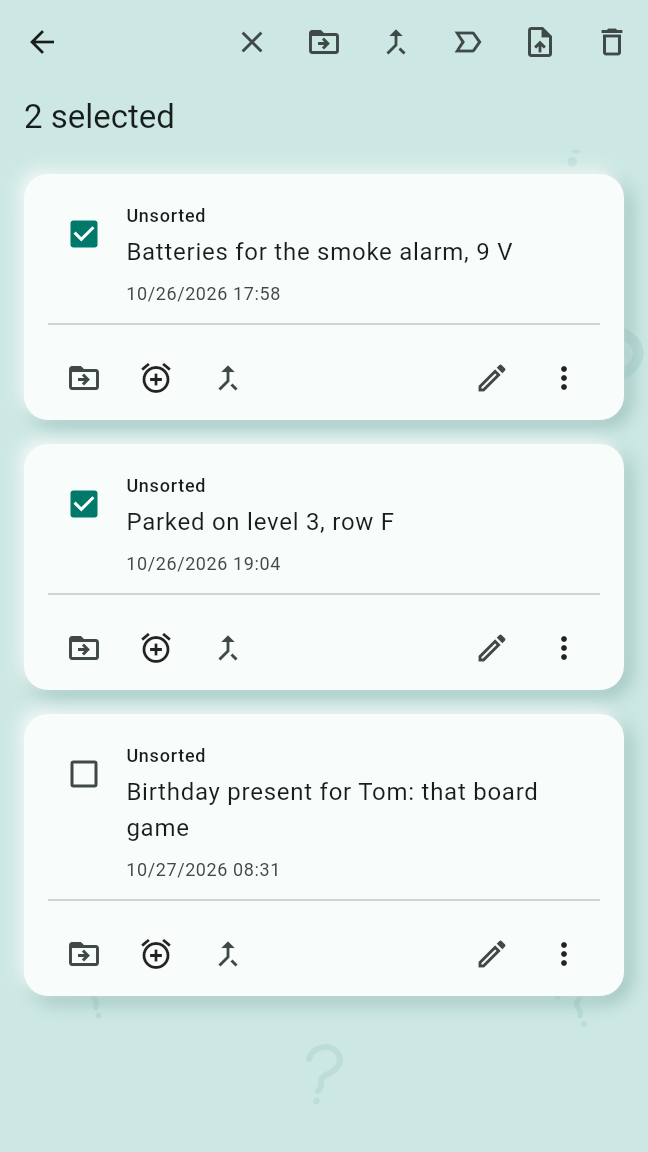 2 selected
Unsorted
Batteries for the smoke alarm, 9 V
10/26/2026 17:58
Unsorted
Parked on level 3, row F
10/26/2026 19:04
Unsorted
Birthday present for Tom: that board
game
10/27/2026 08:31